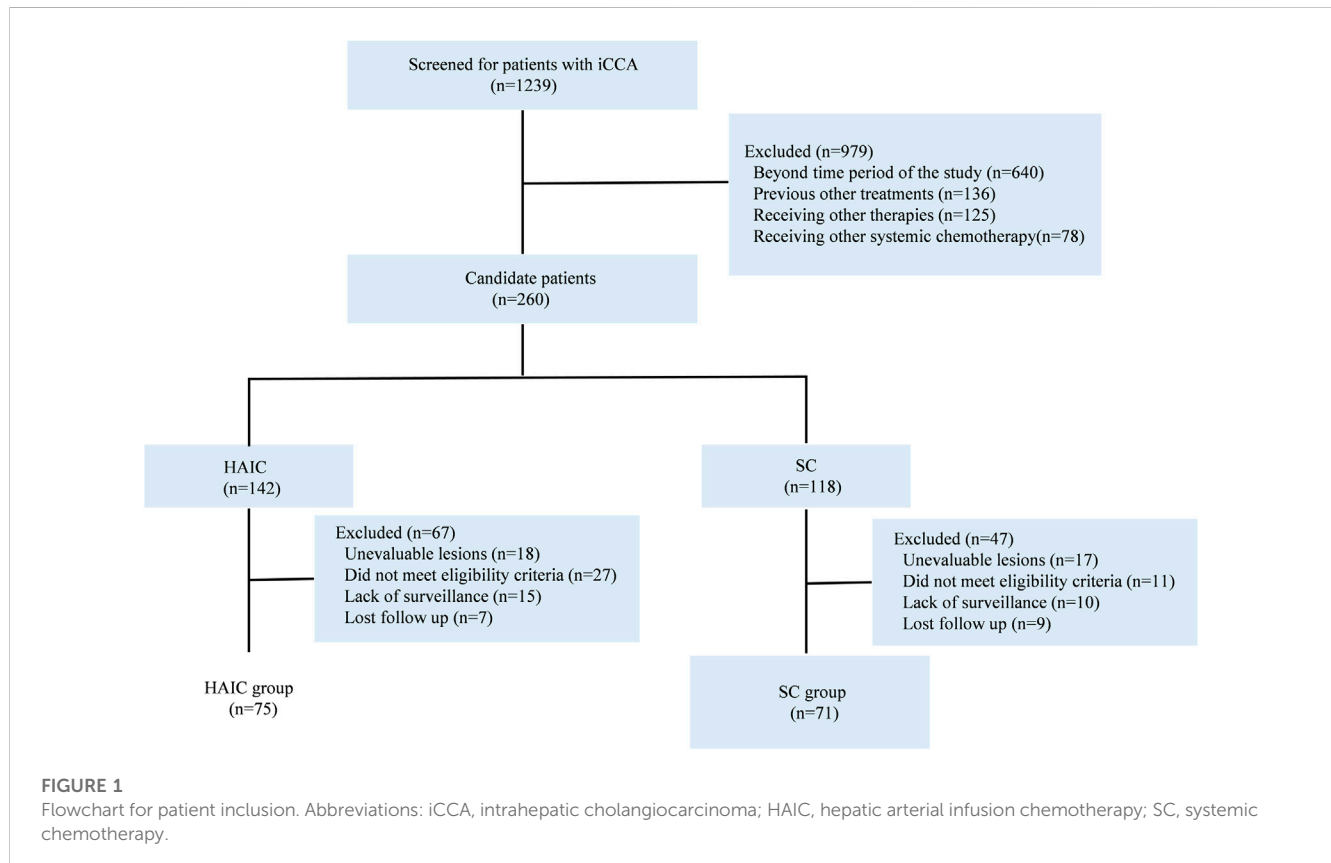 Screened for patients with iCCA
(n=1239)
Excluded (n=979)
Beyond time period of the study (n=640)
Previous other treatments (n=136)
Receiving other therapies (n=125)
Receiving other systemic chemotherapy(n=78)
Candidate patients
(n=260)
HAIC
(n=142)
SC
(n=118)
Excluded (n=67)
Unevaluable lesions (n=18)
Did not meet eligibility criteria (n=27)
Lack of surveillance (n=15)
Lost follow up (n=7)
Excluded (n=47)
Unevaluable lesions (n=17)
Did not meet eligibility criteria (n=11)
Lack of surveillance (n=10)
Lost follow up (n=9)
HAIC group
(n=75)
SC group
(n=71)
FIGURE 1
Flowchart for patient inclusion. Abbreviations: iCCA, intrahepatic cholangiocarcinoma; HAIC, hepatic arterial infusion chemotherapy; SC, systemic
chemotherapy.